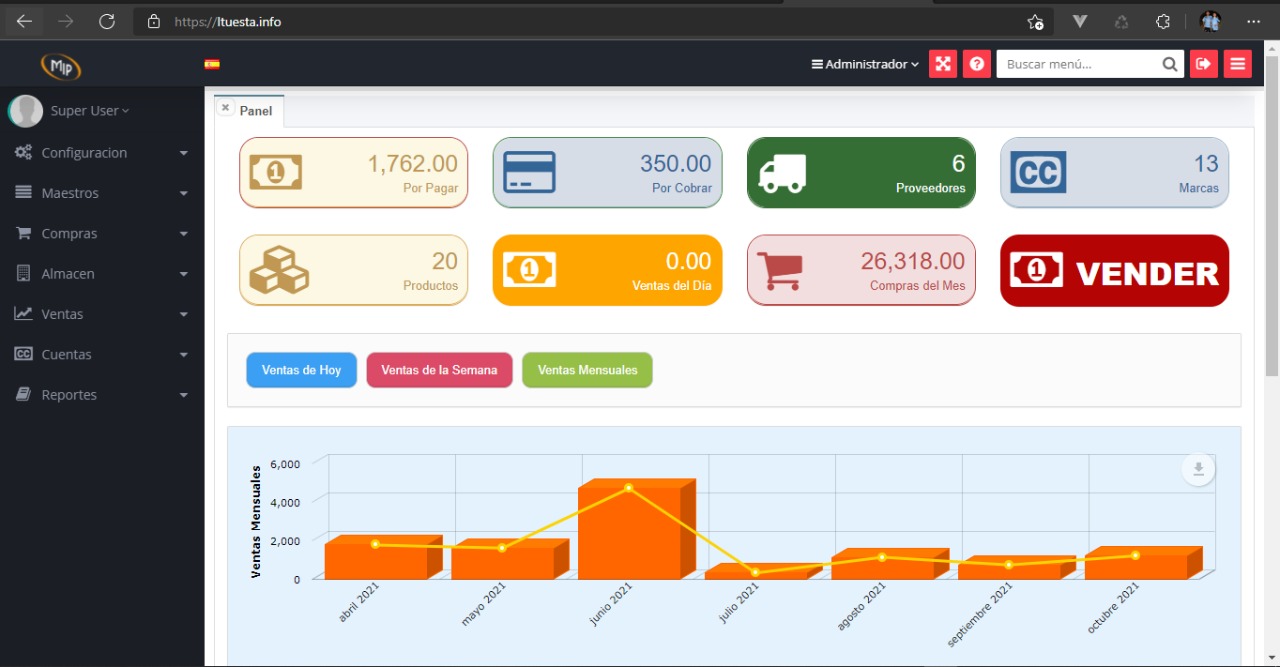 https://ltuesta.info
Mip
Administrador
Buscar menú...
Super User
Panel
Configuracion
Maestros
Compras
Almacen
Ventas
Cuentas
Reportes
1,762.00
Por Pagar
350.00
Por Cobrar
6
Proveedores
CC
13
Marcas
20
Productos
1
0.00
Ventas del Día
26,318.00
Compras del Mes
1
VENDER
Ventas de Hoy
Ventas de la Semana
Ventas Mensuales
Ventas Mensuales
6,000
4,000
2,000
0
abril 2021
mayo 2021
junio 2021
julio 2021
agosto 2021
septiembre 2021
octubre 2021